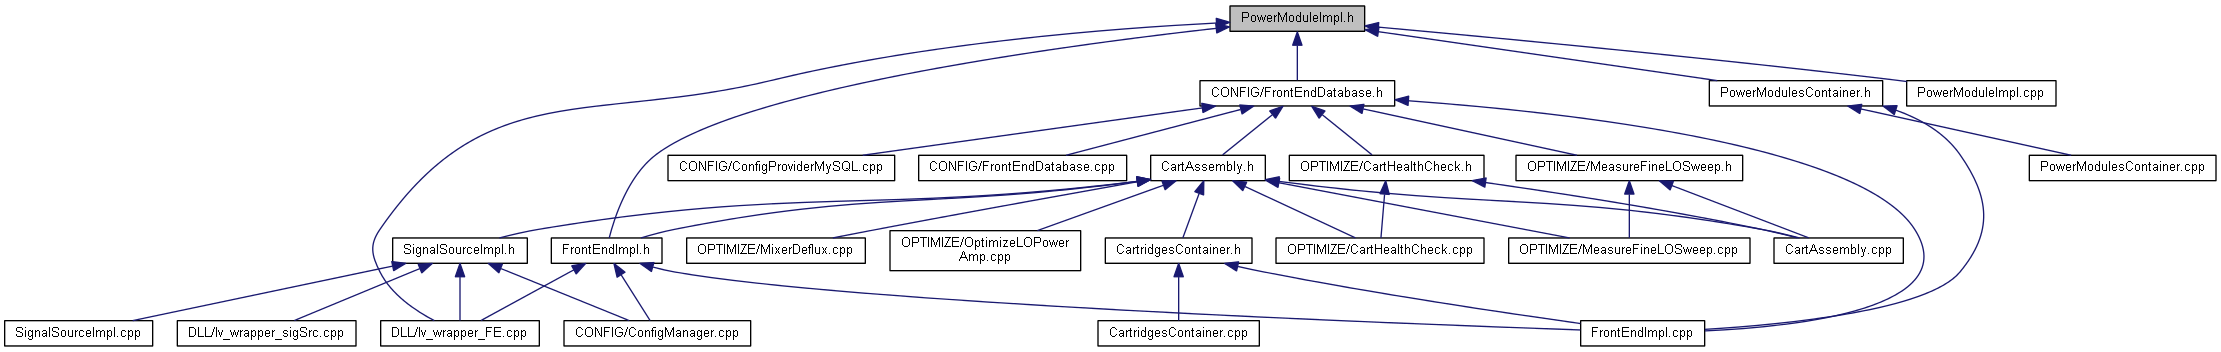 PowerModuleImpl.h
CONFIG/FrontEndDatabase.h
PowerModulesContainer.h
PowerModuleImpl.cpp
CONFIG/ConfigProviderMySQL.cpp
CONFIG/FrontEndDatabase.cpp
CartAssembly.h
OPTIMIZE/CartHealthCheck.h
OPTIMIZE/MeasureFineLOSweep.h
PowerModulesContainer.cpp
SignalSourceImpl.h
FrontEndImpl.h
OPTIMIZE/MixerDeflux.cpp
OPTIMIZE/OptimizeLOPower
Amp.cpp
CartridgesContainer.h
OPTIMIZE/CartHealthCheck.cpp
OPTIMIZE/MeasureFineLOSweep.cpp
CartAssembly.cpp
SignalSourceImpl.cpp
DLL/lv_wrapper_sigSrc.cpp
DLL/lv_wrapper_FE.cpp
CONFIG/ConfigManager.cpp
CartridgesContainer.cpp
FrontEndImpl.cpp